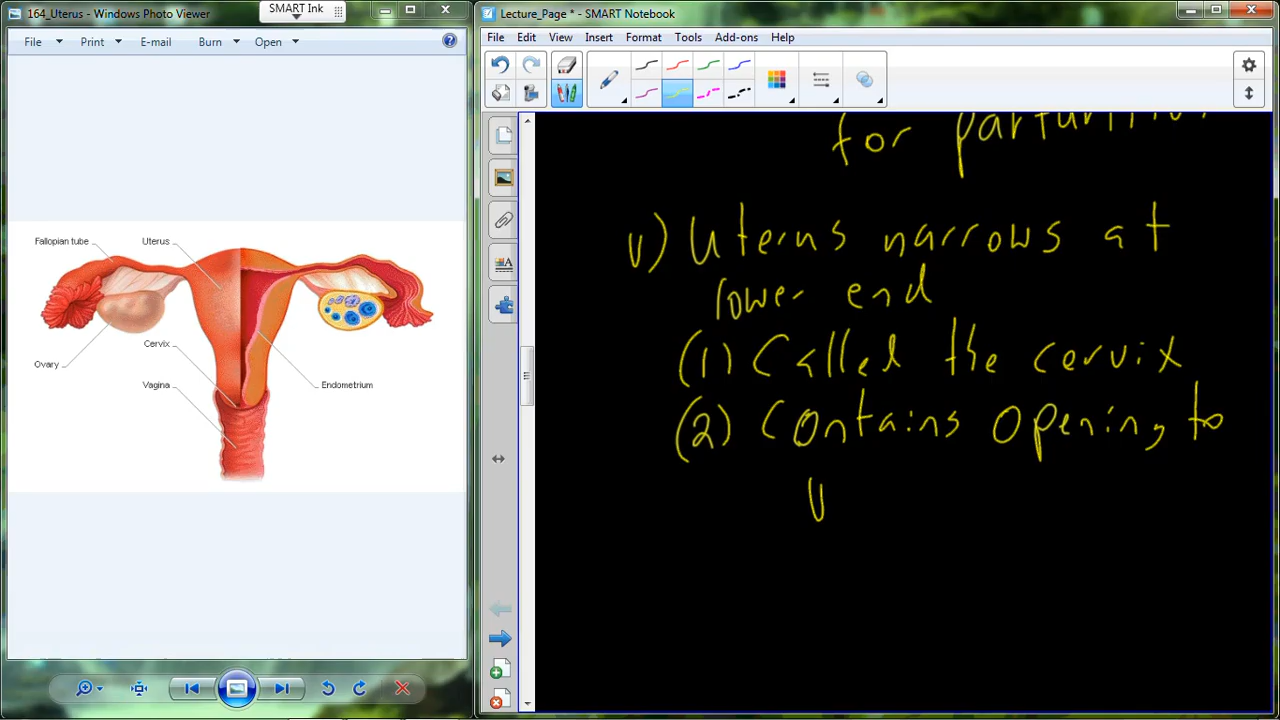 164_Uterus - Windows Photo Viewer
SMART Ink
File Print E-mail Burn Open
Fallopian tube Uterus
Ovary
Cervix
Vagina
Endometrium
Lecture_Page * - SMART Notebook
File Edit View Insert Format Tools Add-ons Help
for parturition
v) Uterus narrows at
lower end
(1) Called the cervix
(2) Contains opening to
v